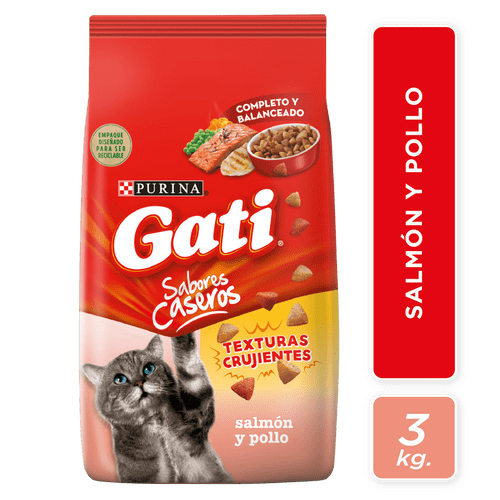 COMPLETO Y
BALANCEADO
EMPAQUE
DISEÑADO
PARA SER
RECICLABLE
PURINA
Gati®
Sabores
Caseros
TEXTURAS
CRUJIENTES
salmón
y pollo
SALMÓN Y POLLO
3
kg.